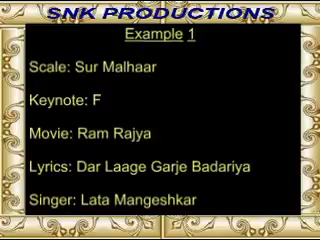 SNK PRODUCTIONS
Example 1
Scale: Sur Malhaar
Keynote: F
Movie: Ram Rajya
Lyrics: Dar Laage Garje Badariya
Singer: Lata Mangeshkar